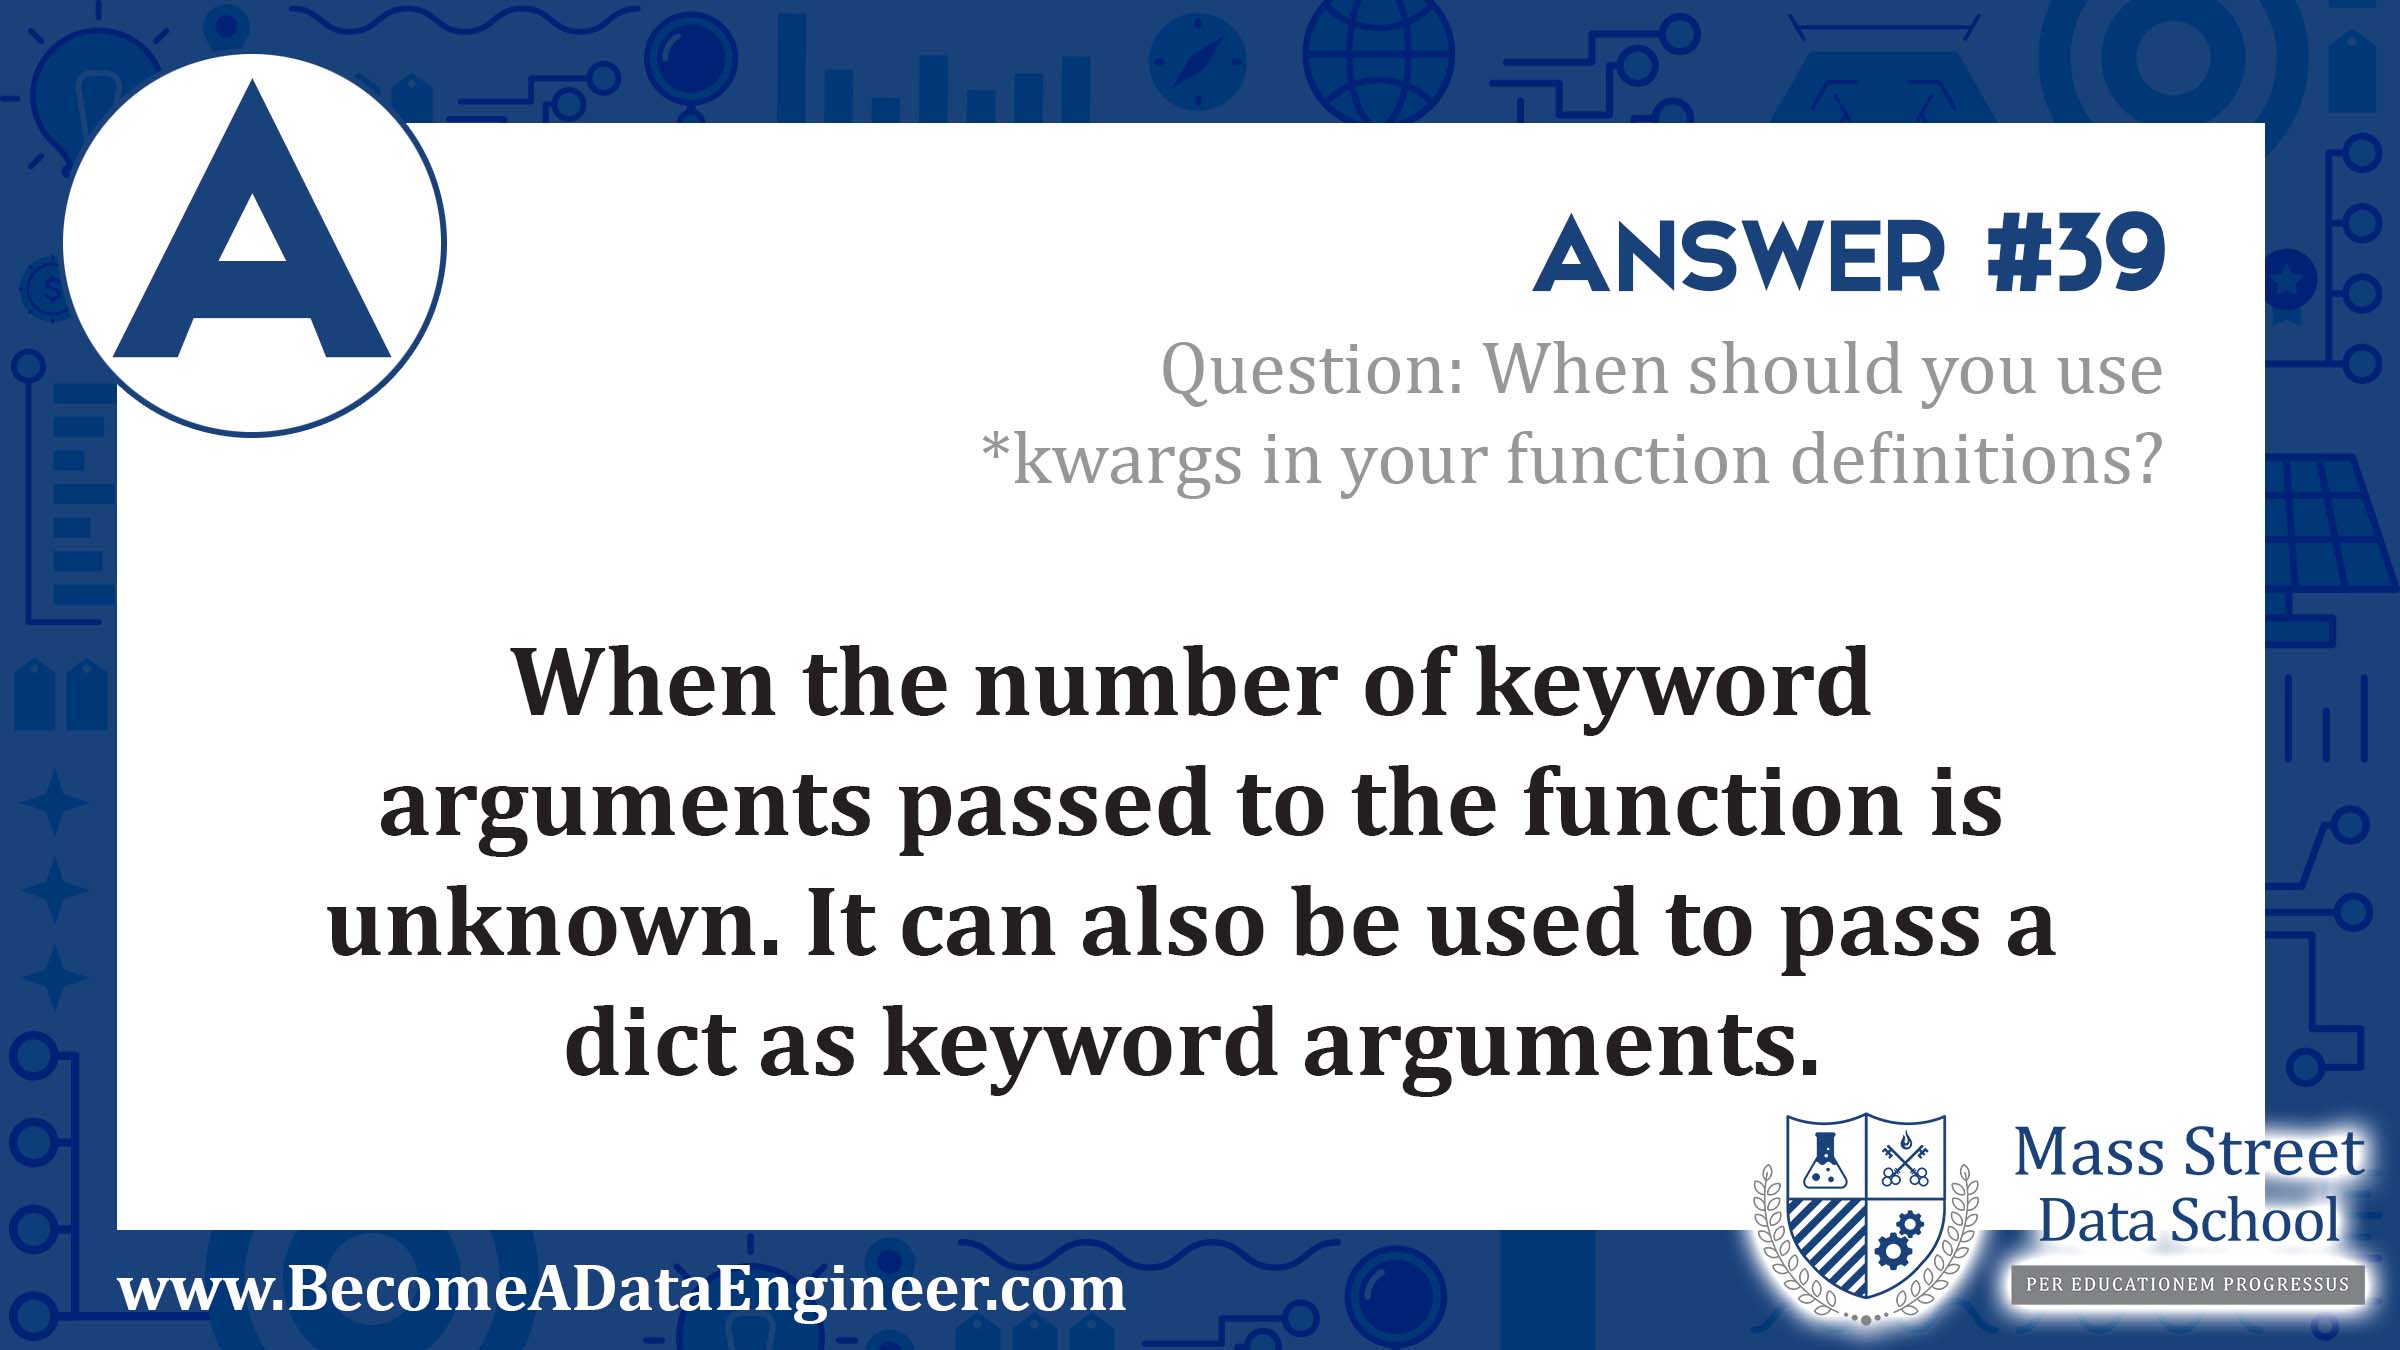 A
ANSWER #39
Question: When should you use
*kwargs in your function definitions?
When the number of keyword
arguments passed to the function is
unknown. It can also be used to pass a
dict as keyword arguments.
Mass Street
Data School
PER EDUCATIONEM PROGRESSUS
www.BecomeADataEngineer.com
$